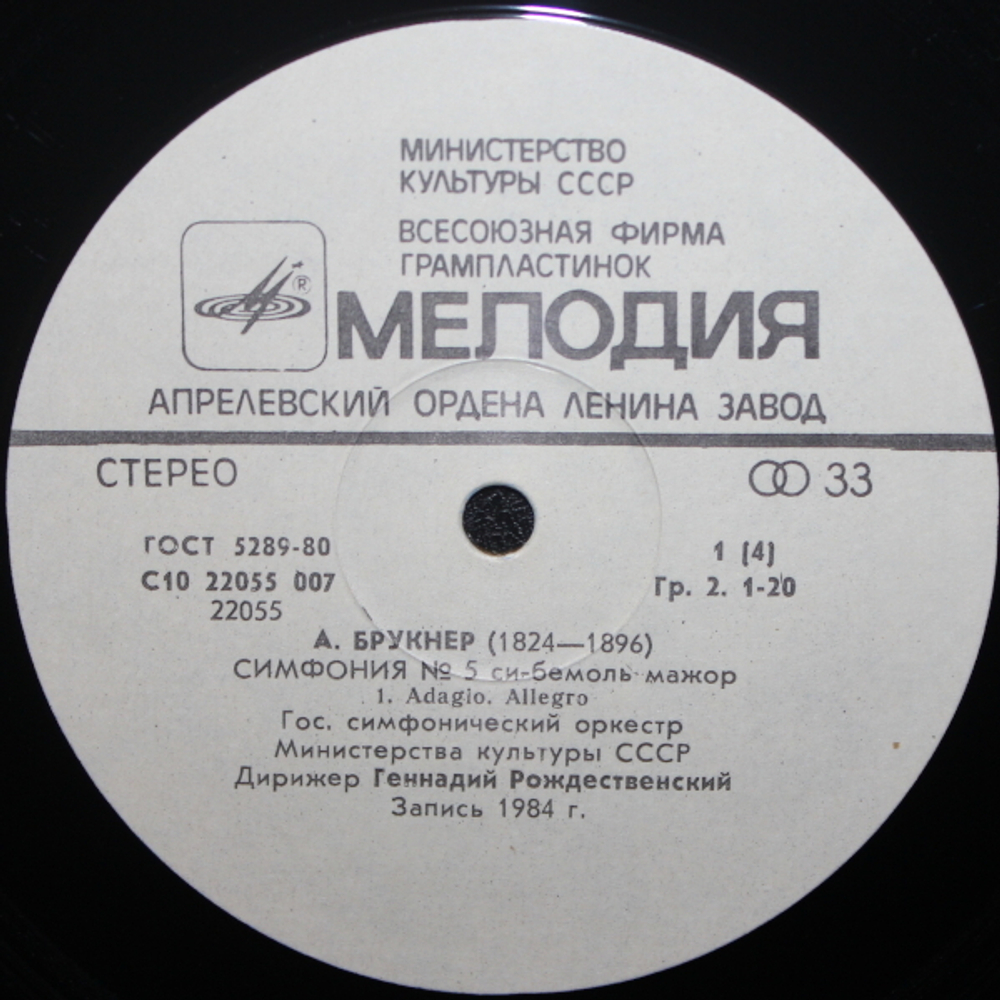 МИНИСТЕРСТВО
КУЛЬТУРЫ СССР
ВСЕСОЮЗНАЯ ФИРМА
ГРАМПЛАСТИНОК
®
МЕЛОДИЯ
АПРЕЛЕВСКИЙ ОРДЕНА ЛЕНИНА ЗАВОД
СТЕРЕО 33
ГОСТ 5289-80 1 (4)
С10 22055 007 Гр. 2. 1-20
22055
А. БРУКНЕР (1824—1896)
СИМФОНИЯ № 5 си-бемоль мажор
1. Adagio. Allegro
Гос. симфонический оркестр
Министерства культуры СССР
Дирижер Геннадий Рождественский
Запись 1984 г.